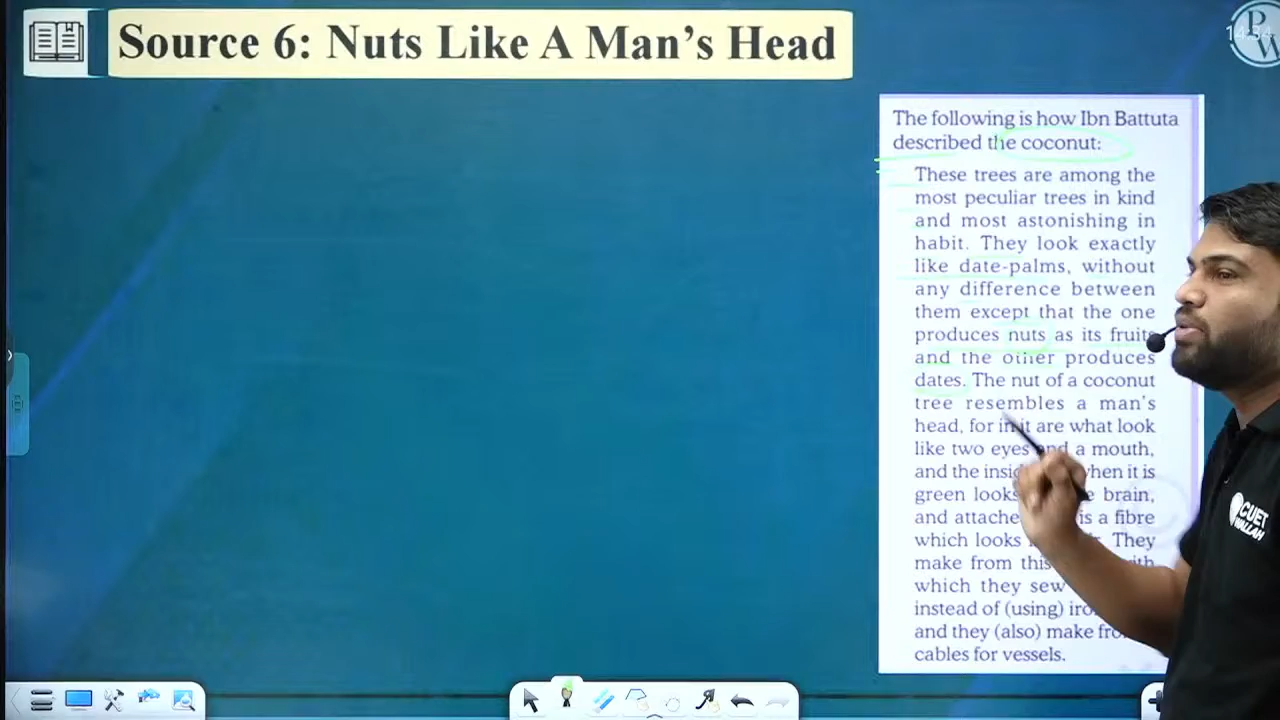 Source 6: Nuts Like A Man's Head
PW
The following is how Ibn Battuta
described the coconut:
These trees are among the
most peculiar trees in kind
and most astonishing in
habit. They look exactly
like date-palms, without
any difference between
them except that the one
produces nuts as its fruits
and the other produces
dates. The nut of a coconut
tree resembles a man's
head, for in it are what look
like two eyes and a mouth,
and the when it is
green looks brain,
and is a fibre
which looks They
make from this
which they sew
instead of (using)
and they (also) make
cables for vessels.
CUET
WALLAH